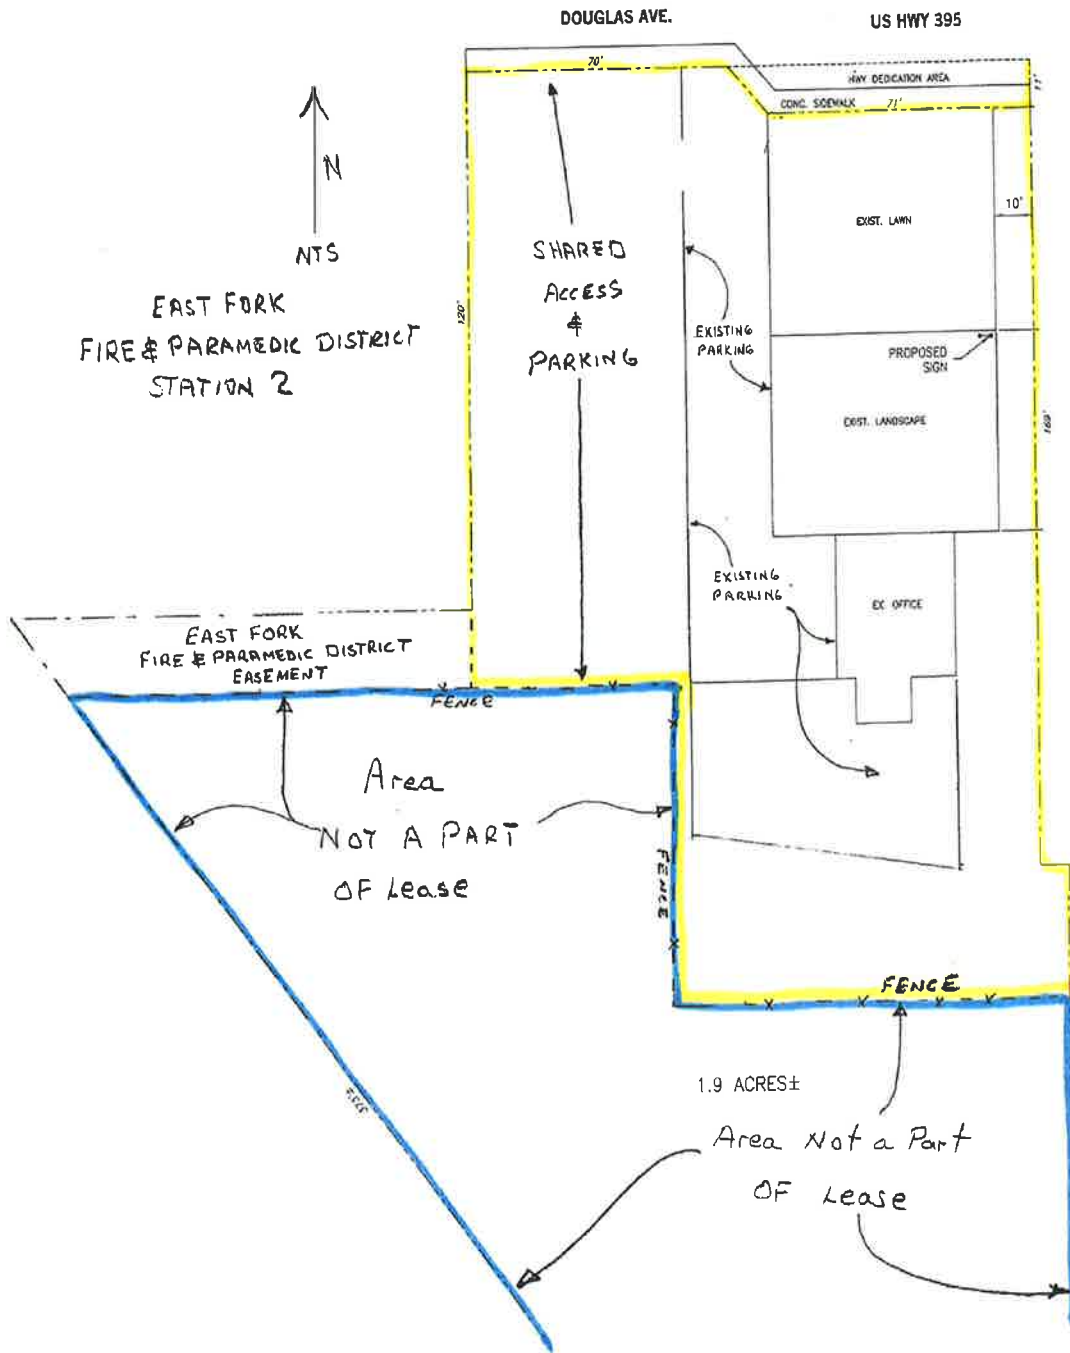 DOUGLAS AVE.
US HWY 395
70'
HWY DEDICATION AREA
11'
CONC. SIDEWALK
71'
N
NTS
10'
EXIST. LAWN
EAST FORK
FIRE & PARAMEDIC DISTRICT
STATION 2
120'
SHARED
ACCESS
&
PARKING
EXISTING
PARKING
PROPOSED
SIGN
EXIST. LANDSCAPE
169'
EXISTING
PARKING
EX OFFICE
EAST FORK
FIRE & PARAMEDIC DISTRICT
EASEMENT
FENCE
Area
NOT A PART
OF Lease
FENCE
FENCE
1.9 ACRES±
Area Not a Part
OF Lease